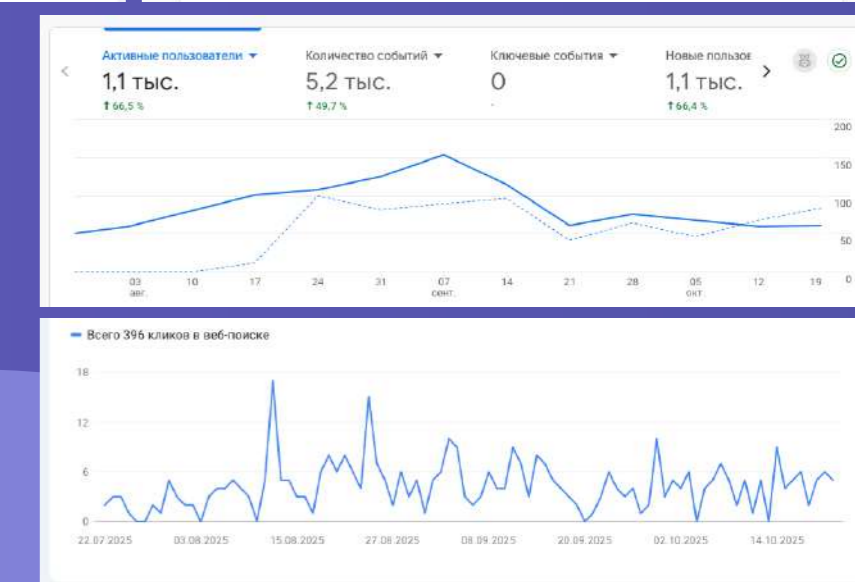 Активные пользователи
Количество событий
Ключевые события
Новые пользов
1,1 тыс.
5,2 тыс.
0
1,1 тыс.
↑ 66,5 %
↑ 49,7 %
-
↑ 66,4 %
200
150
100
50
0
03 10 17 24 31 07 14 21 28 05 12 19
авг. сент. окт.
Всего 396 кликов в веб-поиске
18
12
6
0
22.07.2025 03.08.2025 15.08.2025 27.08.2025 08.09.2025 20.09.2025 02.10.2025 14.10.2025